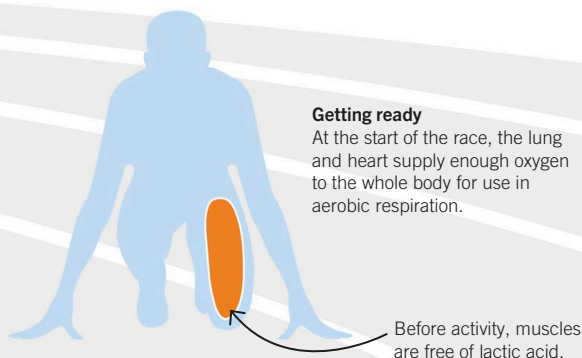 Getting ready
At the start of the race, the lung
and heart supply enough oxygen
to the whole body for use in
aerobic respiration.
Before activity, muscles
are free of lactic acid.